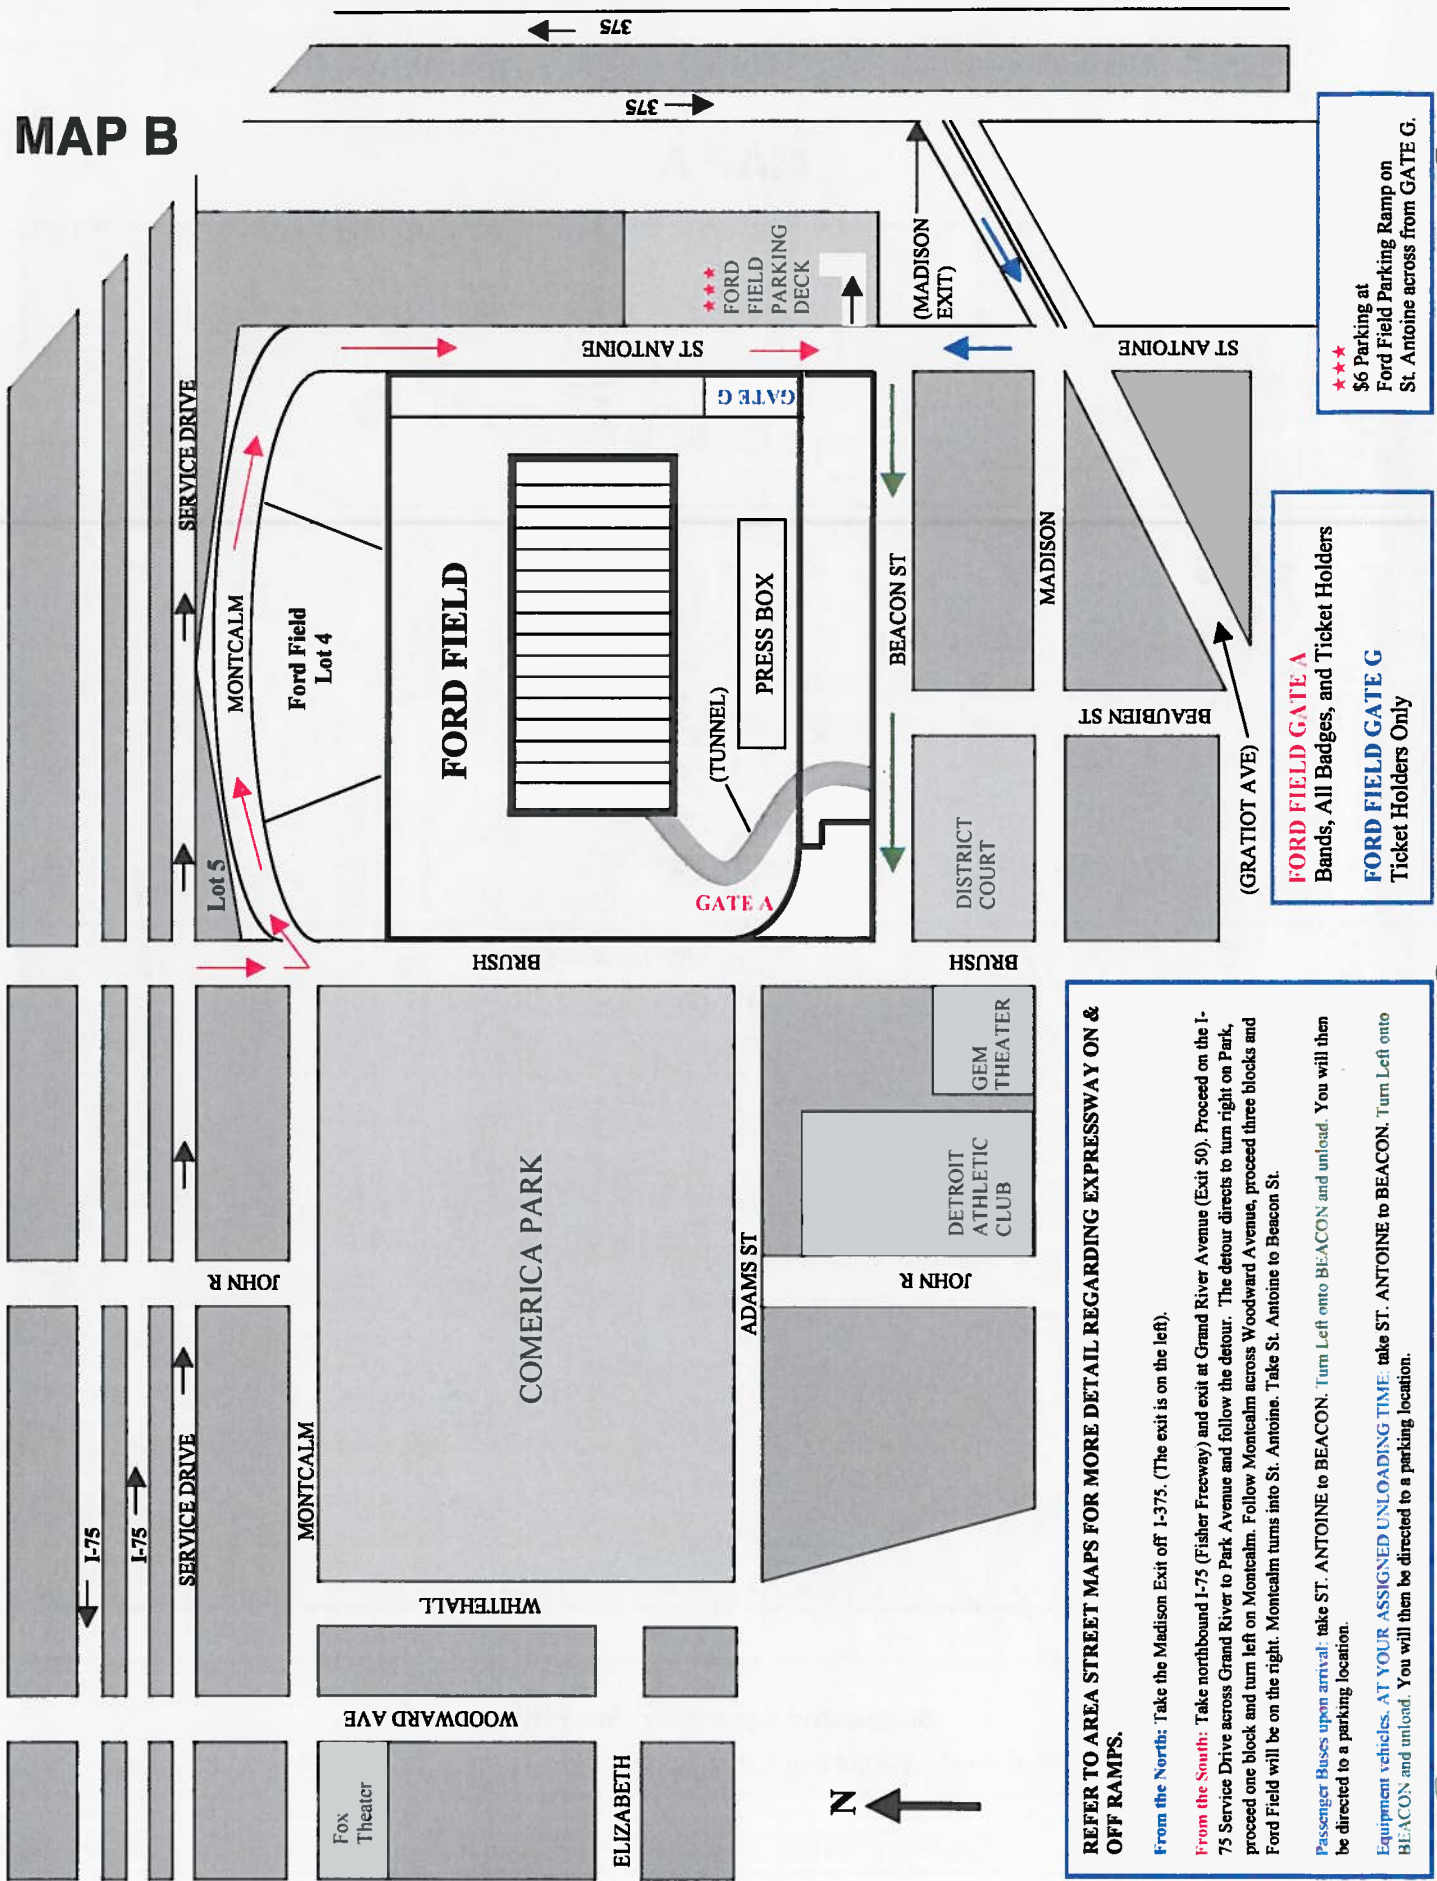 MAP B
375
375
I-75
I-75
SERVICE DRIVE
SERVICE DRIVE
JOHN R
MONTCALM
MONTCALM
Lot 5
Ford Field
Lot 4
FORD FIELD
PRESS BOX
(TUNNEL)
GATE A
GATE G
ST ANTOINE
ST ANTOINE
★★★
FORD
FIELD
PARKING
DECK
(MADISON
EXIT)
BEACON ST
MADISON
BEAUBIEN ST
(GRATIOT AVE)
DISTRICT
COURT
BRUSH
BRUSH
COMERICA PARK
ADAMS ST
GEM
THEATER
DETROIT
ATHLETIC
CLUB
JOHN R
WHITEHALL
WOODWARD AVE
Fox
Theater
ELIZABETH
N
REFER TO AREA STREET MAPS FOR MORE DETAIL REGARDING EXPRESSWAY ON &
OFF RAMPS.
From the North: Take the Madison Exit off I-375. (The exit is on the left).
From the South: Take northbound I-75 (Fisher Freeway) and exit at Grand River Avenue (Exit 50). Proceed on the I-
75 Service Drive across Grand River to Park Avenue and follow the detour. The detour directs to turn right on Park,
proceed one block and turn left on Montcalm. Follow Montcalm across Woodward Avenue, proceed three blocks and
Ford Field will be on the right. Montcalm turns into St. Antoine. Take St. Antoine to Beacon St.
Passenger Buses upon arrival: take ST. ANTOINE to BEACON. Turn Left onto BEACON and unload. You will then
be directed to a parking location.
Equipment vehicles. AT YOUR ASSIGNED UNLOADING TIME: take ST. ANTOINE to BEACON. Turn Left onto
BEACON and unload. You will then be directed to a parking location.
FORD FIELD GATE A
Bands, All Badges, and Ticket Holders
FORD FIELD GATE G
Ticket Holders Only
★★★
$6 Parking at
Ford Field Parking Ramp on
St. Antoine across from GATE G.